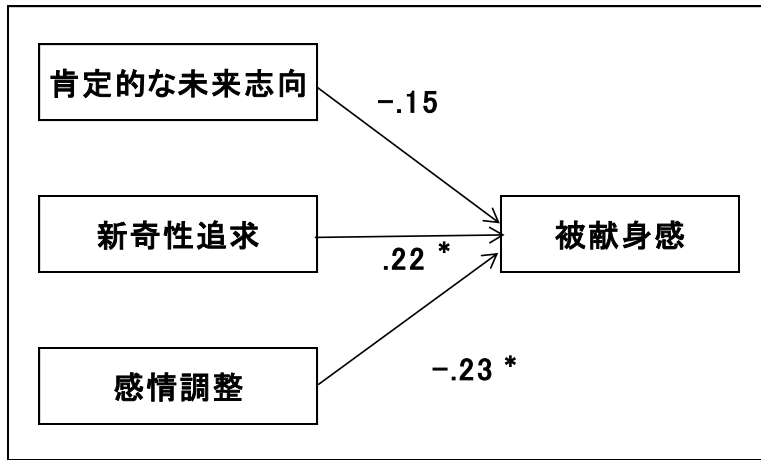 肯定的な未来志向
-.15
新奇性追求
.22 *
被献身感
感情調整
-.23 *